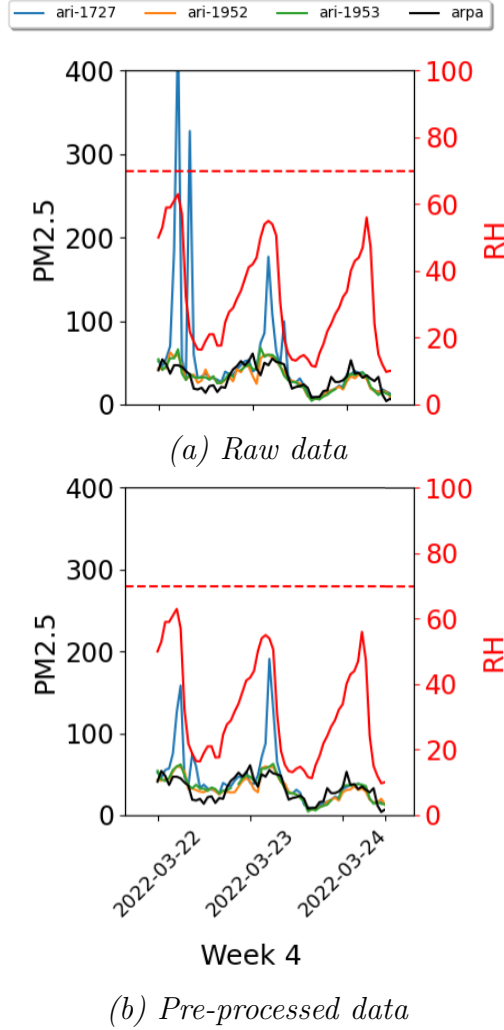 ari-1727 ari-1952 ari-1953 arpa
400 100
300 80
200 60
100 40
0 20
0
PM2.5
RH
(a) Raw data
400 100
300 80
200 60
100 40
0 20
0
PM2.5
RH
2022-03-22 2022-03-23 2022-03-24
Week 4
(b) Pre-processed data